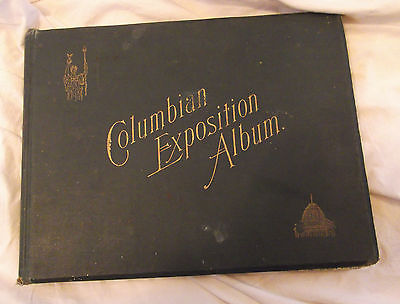 Columbian
Exposition
Album.